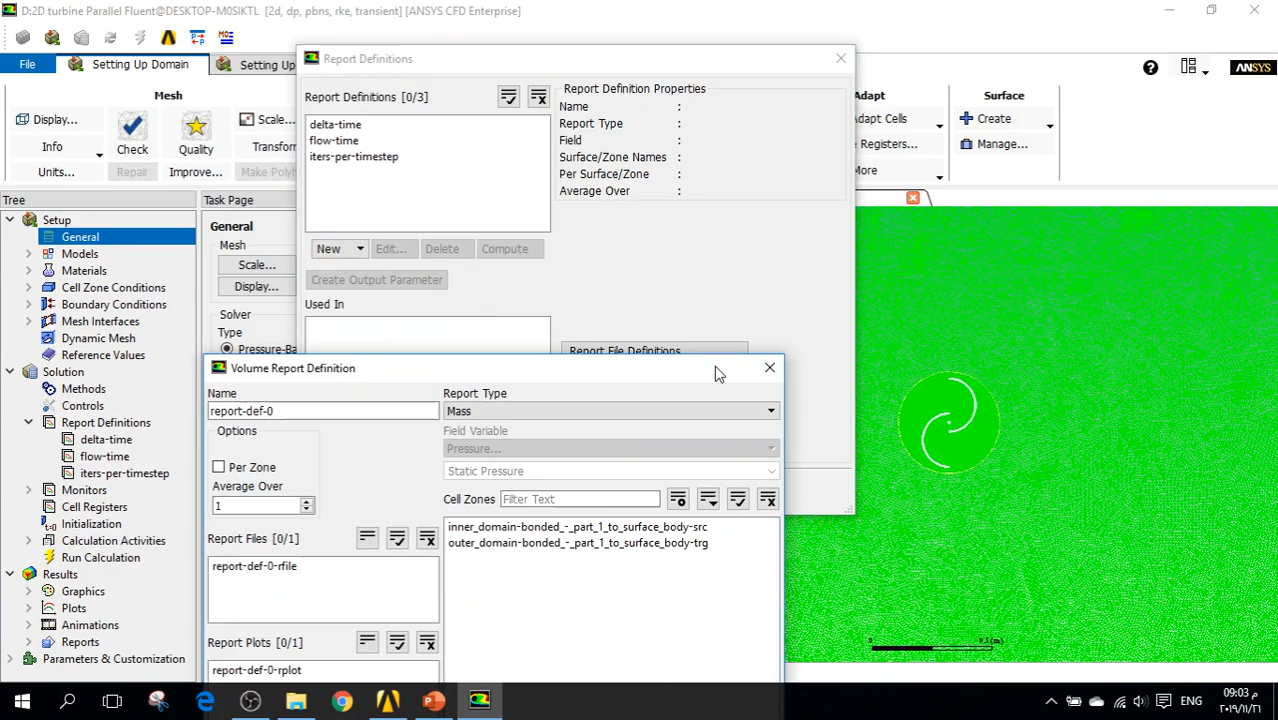 D:2D turbine Parallel Fluent@DESKTOP-M0SIKTL [2d, dp, pbns, rke, transient] [ANSYS CFD Enterprise]
File
Setting Up Domain
Setting Up
ANSYS
Mesh
Display...
Info
Units...
Check
Repair
Quality
Improve...
Scale...
Transform
Make Poly
Adapt
Adapt Cells
Registers...
More
Surface
Create
Manage...
Tree
Setup
General
Models
Materials
Cell Zone Conditions
Boundary Conditions
Mesh Interfaces
Dynamic Mesh
Reference Values
Solution
Methods
Controls
Report Definitions
delta-time
flow-time
iters-per-timestep
Monitors
Cell Registers
Initialization
Calculation Activities
Run Calculation
Results
Graphics
Plots
Animations
Reports
Parameters & Customization
Task Page
General
Mesh
Scale...
Display...
Solver
Type
Pressure-Ba
Report Definitions
Report Definitions [0/3]
delta-time
flow-time
iters-per-timestep
New
Edit...
Delete
Compute
Create Output Parameter
Used In
Report Definition Properties
Name :
Report Type :
Field :
Surface/Zone Names :
Per Surface/Zone :
Average Over :
Report File Definitions
Volume Report Definition
Name
report-def-0
Options
Per Zone
Average Over
1
Report Files [0/1]
report-def-0-rfile
Report Plots [0/1]
report-def-0-rplot
Report Type
Mass
Field Variable
Pressure...
Static Pressure
Cell Zones
Filter Text
inner_domain-bonded_-_part_1_to_surface_body-src
outer_domain-bonded_-_part_1_to_surface_body-trg
0
ENG
09:03 م
٢٠١٩/١١/٢١